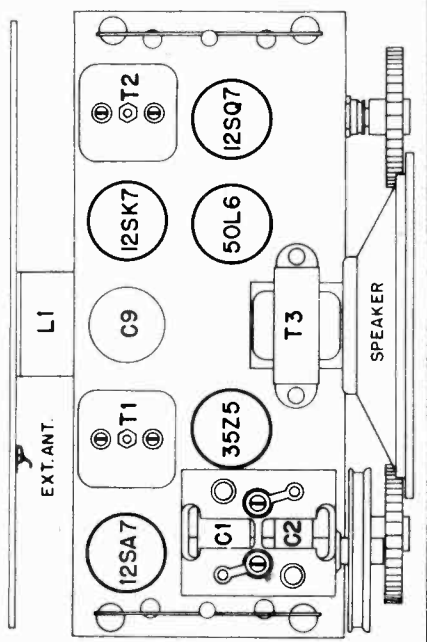 T2
12SQ7
12SK7
50L6
L1
C9
T3
SPEAKER
EXT. ANT.
T1
35Z5
12SA7
C1
C2